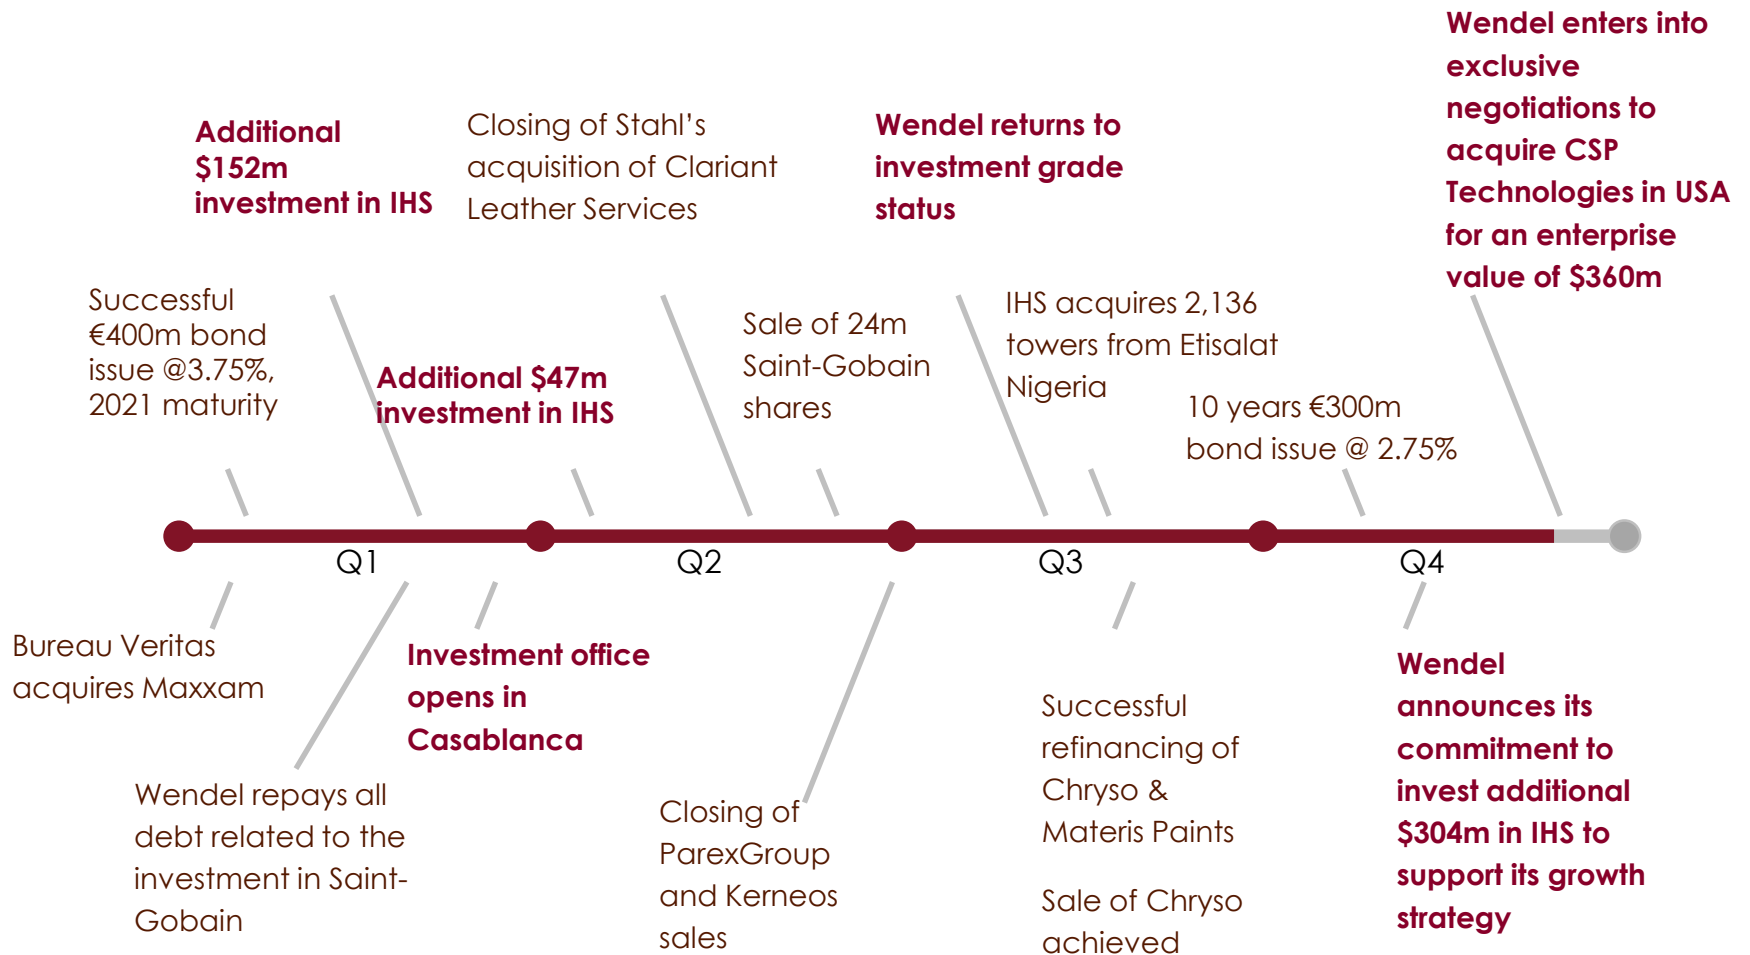 Wendel enters into
exclusive
negotiations to
acquire CSP
Technologies in USA
for an enterprise
value of $360m
Additional
$152m
investment in IHS
Closing of Stahl’s
acquisition of Clariant
Leather Services
Wendel returns to
investment grade
status
Successful
€400m bond
issue @3.75%,
2021 maturity
Additional $47m
investment in IHS
Sale of 24m
Saint-Gobain
shares
IHS acquires 2,136
towers from Etisalat
Nigeria
10 years €300m
bond issue @ 2.75%
Q1
Q2
Q3
Q4
Bureau Veritas
acquires Maxxam
Wendel repays all
debt related to the
investment in Saint-
Gobain
Investment office
opens in
Casablanca
Closing of
ParexGroup
and Kerneos
sales
Successful
refinancing of
Chryso &
Materis Paints
Sale of Chryso
achieved
Wendel
announces its
commitment to
invest additional
$304m in IHS to
support its growth
strategy